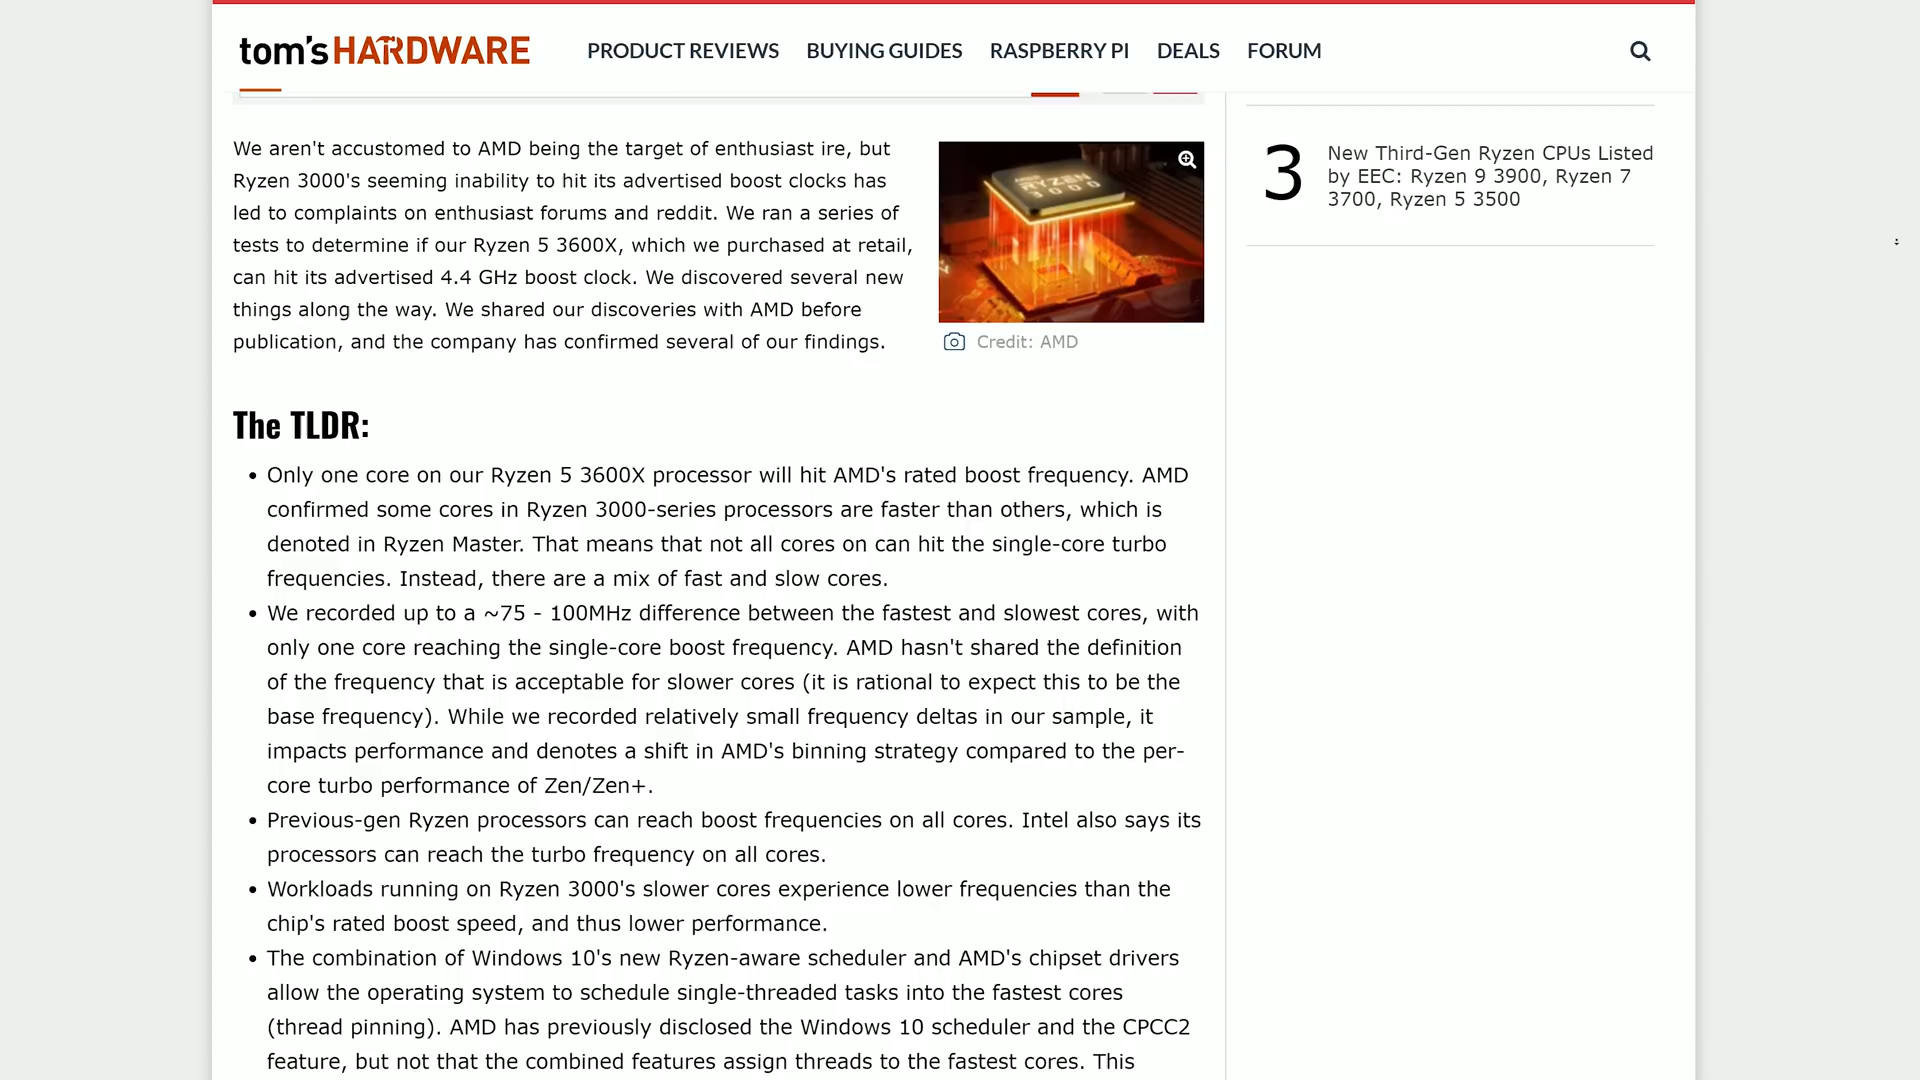 tom'sHARDWARE
PRODUCT REVIEWS BUYING GUIDES RASPBERRY PI DEALS FORUM
We aren't accustomed to AMD being the target of enthusiast ire, but
Ryzen 3000's seeming inability to hit its advertised boost clocks has
led to complaints on enthusiast forums and reddit. We ran a series of
tests to determine if our Ryzen 5 3600X, which we purchased at retail,
can hit its advertised 4.4 GHz boost clock. We discovered several new
things along the way. We shared our discoveries with AMD before
publication, and the company has confirmed several of our findings.
RYZEN
3000
Credit: AMD
3
New Third-Gen Ryzen CPUs Listed
by EEC: Ryzen 9 3900, Ryzen 7
3700, Ryzen 5 3500
The TLDR:
• Only one core on our Ryzen 5 3600X processor will hit AMD's rated boost frequency. AMD
confirmed some cores in Ryzen 3000-series processors are faster than others, which is
denoted in Ryzen Master. That means that not all cores on can hit the single-core turbo
frequencies. Instead, there are a mix of fast and slow cores.
• We recorded up to a ~75 - 100MHz difference between the fastest and slowest cores, with
only one core reaching the single-core boost frequency. AMD hasn't shared the definition
of the frequency that is acceptable for slower cores (it is rational to expect this to be the
base frequency). While we recorded relatively small frequency deltas in our sample, it
impacts performance and denotes a shift in AMD's binning strategy compared to the per-
core turbo performance of Zen/Zen+.
• Previous-gen Ryzen processors can reach boost frequencies on all cores. Intel also says its
processors can reach the turbo frequency on all cores.
• Workloads running on Ryzen 3000's slower cores experience lower frequencies than the
chip's rated boost speed, and thus lower performance.
• The combination of Windows 10's new Ryzen-aware scheduler and AMD's chipset drivers
allow the operating system to schedule single-threaded tasks into the fastest cores
(thread pinning). AMD has previously disclosed the Windows 10 scheduler and the CPCC2
feature, but not that the combined features assign threads to the fastest cores. This